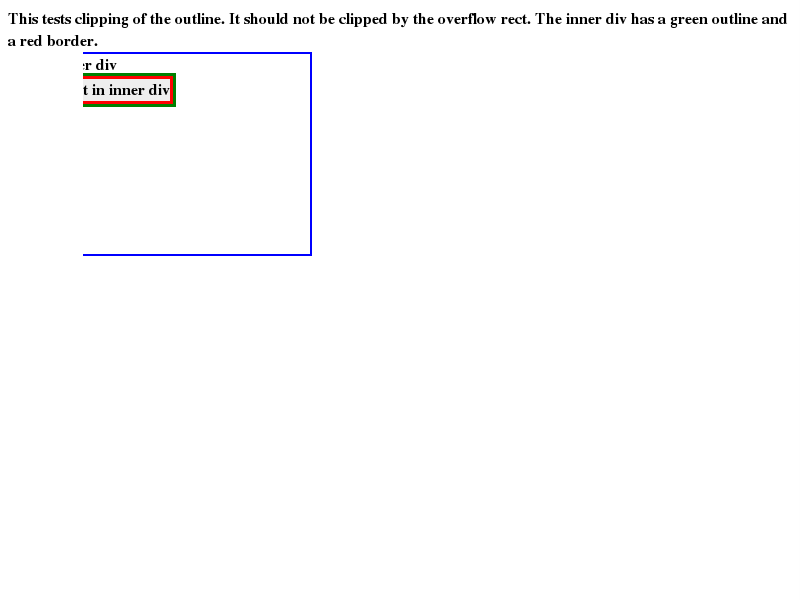 This tests clipping of the outline. It should not be clipped by the overflow rect. The inner div has a green outline and
a red border.
r div
t in inner div